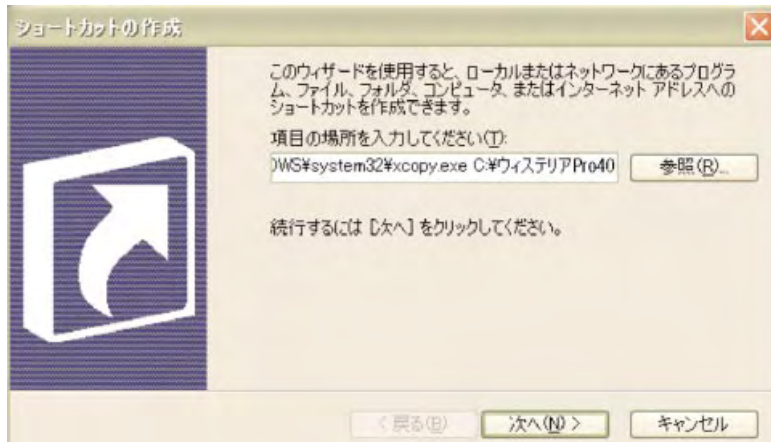 ショートカットの作成
このウィザードを使用すると、ローカルまたはネットワークにあるプログラ
ム、ファイル、フォルダ、コンピュータ、またはインターネット アドレスへの
ショートカットを作成できます。
項目の場所を入力してください(T):
OWS¥system32¥xcopy.exe C:¥ウィステリアPro40
参照(R)...
続行するには [次へ] をクリックしてください。
< 戻る(B)
次へ(N) >
キャンセル